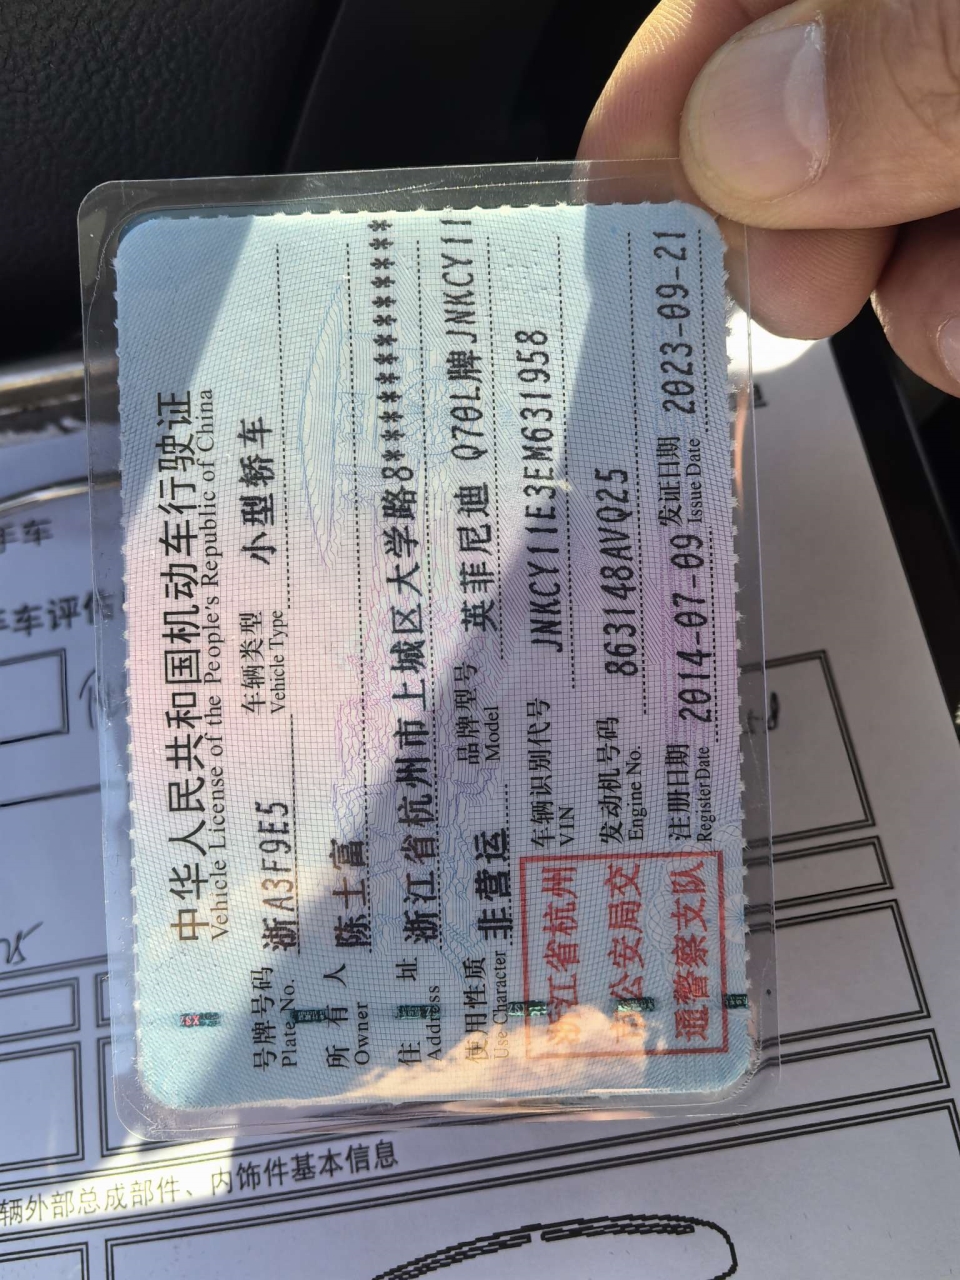 中华人民共和国机动车行驶证
Vehicle License of the People's Republic of China
号牌号码 浙A3F9E5 车辆类型 小型轿车
Plate No. Vehicle Type
所有人 陈士富
Owner
住址 浙江省杭州市上城区大学路8************
Address
使用性质 非营运 品牌型号 英菲尼迪 Q70L牌JNKCY11
Use Character Model
浙江省杭州
市公安局交
通警察支队
车辆识别代号 JNKCY11E3EM631958
VIN
发动机号码 863148AVQ25
Engine No.
注册日期 2014-07-09 发证日期 2023-09-21
Register Date Issue Date
手车
车评
辆外部总成部件、内饰件基本信息